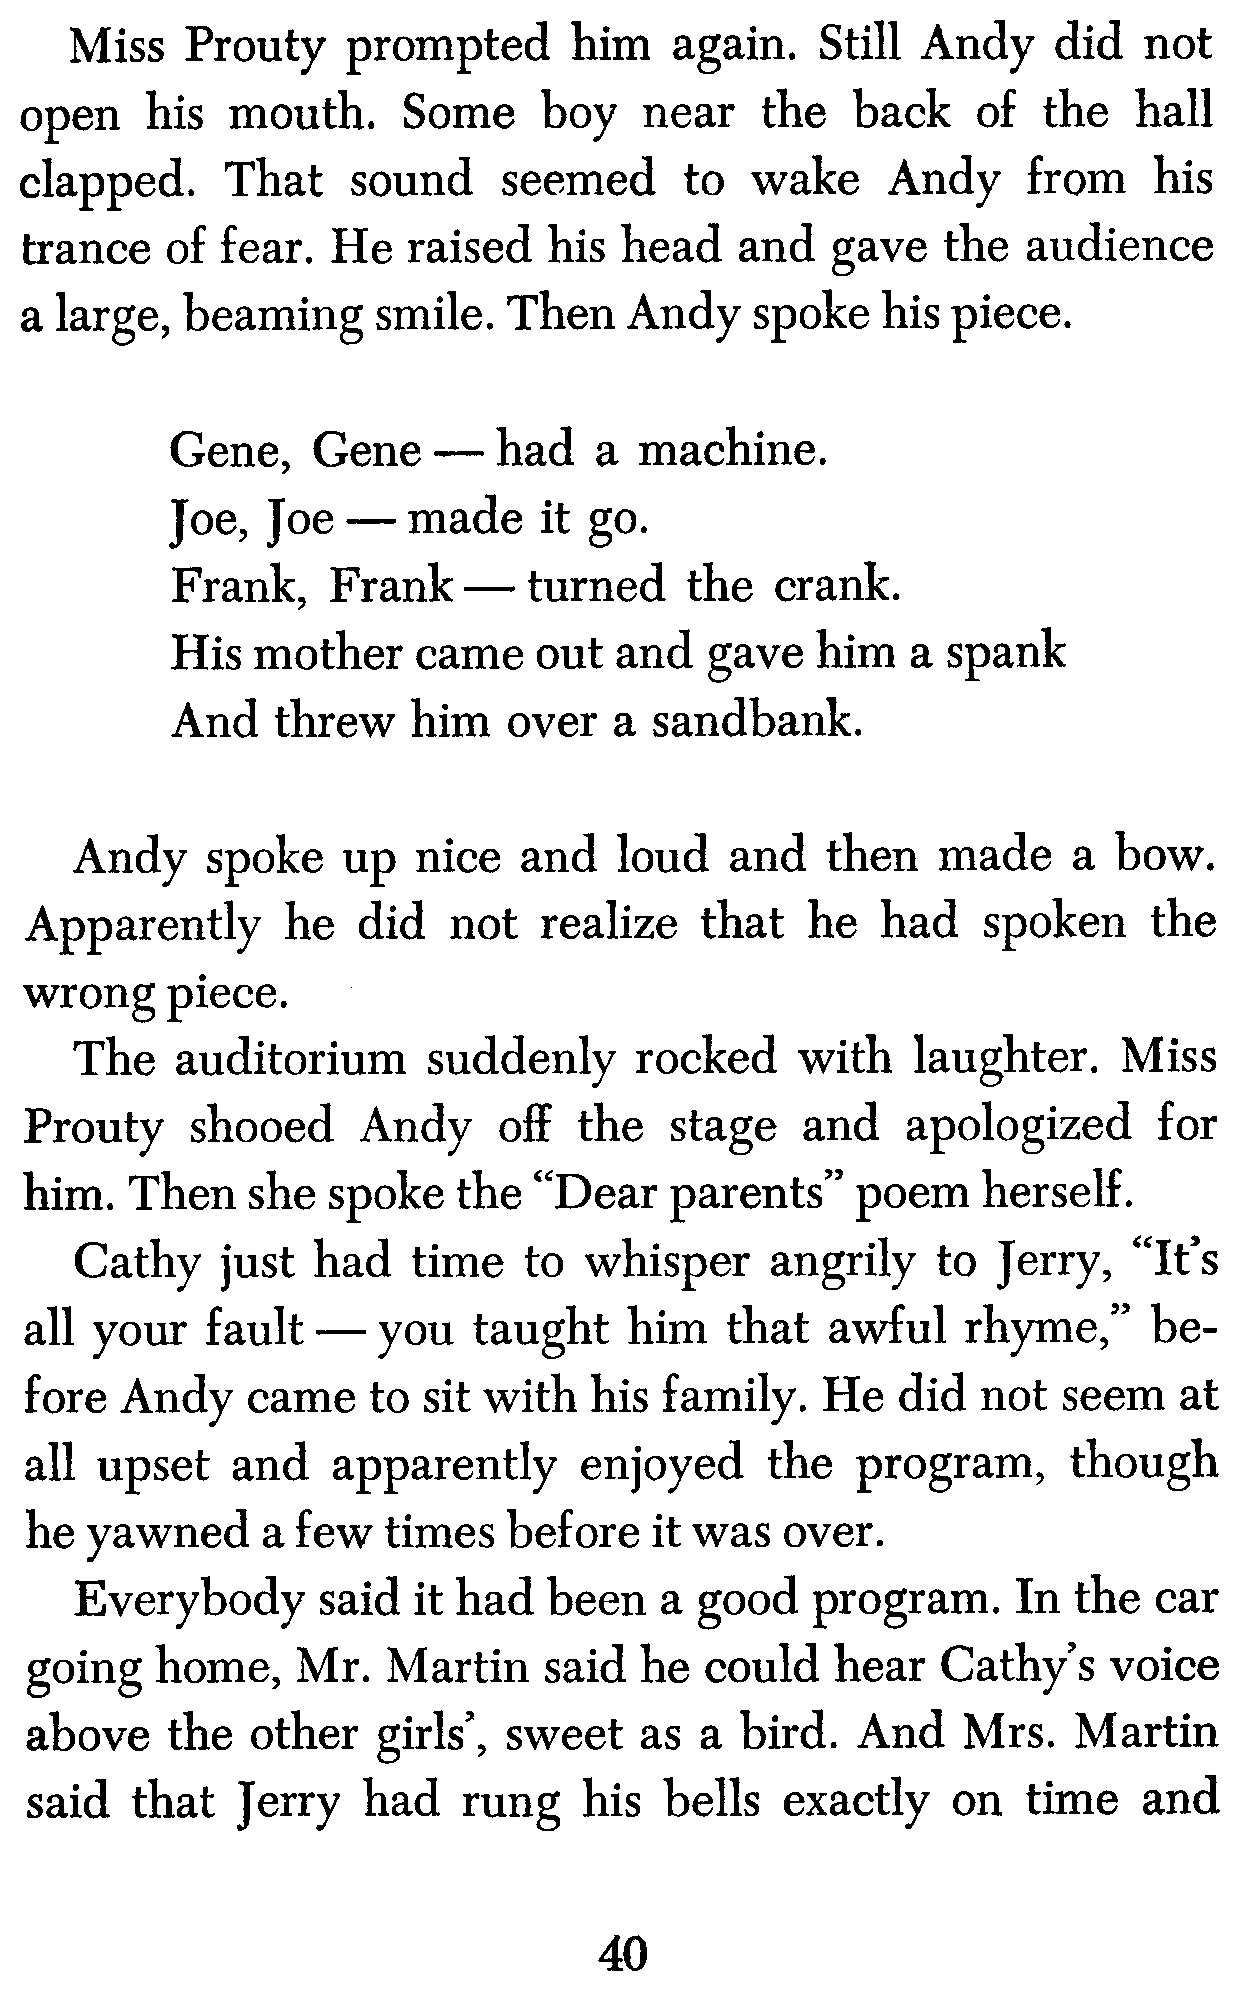 Miss Prouty prompted him again. Still Andy did not
open his mouth. Some boy near the back of the hall
clapped. That sound seemed to wake Andy from his
trance of fear. He raised his head and gave the audience
a large, beaming smile. Then Andy spoke his piece.
Gene, Gene — had a machine.
Joe, Joe — made it go.
Frank, Frank — turned the crank.
His mother came out and gave him a spank
And threw him over a sandbank.
Andy spoke up nice and loud and then made a bow.
Apparently he did not realize that he had spoken the
wrong piece.
The auditorium suddenly rocked with laughter. Miss
Prouty shooed Andy off the stage and apologized for
him. Then she spoke the “Dear parents” poem herself.
Cathy just had time to whisper angrily to Jerry, “It’s
all your fault — you taught him that awful rhyme,” be-
fore Andy came to sit with his family. He did not seem at
all upset and apparently enjoyed the program, though
he yawned a few times before it was over.
Everybody said it had been a good program. In the car
going home, Mr. Martin said he could hear Cathy’s voice
above the other girls’, sweet as a bird. And Mrs. Martin
said that Jerry had rung his bells exactly on time and
40